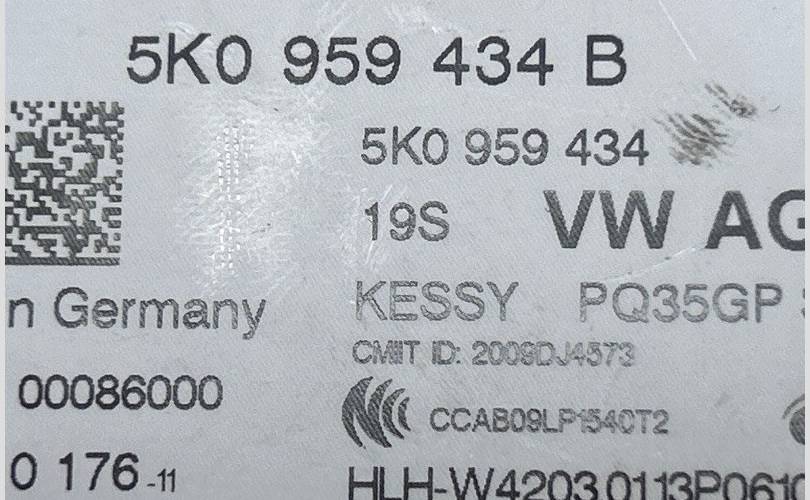 5K0 959 434 B
5K0 959 434
19S VW AG
n Germany KESSY PQ35GP
CMIIT ID: 2009DJ4573
00086000 CCAB09LP1540T2
0 176 -11 HLH-W4203.0113P0610